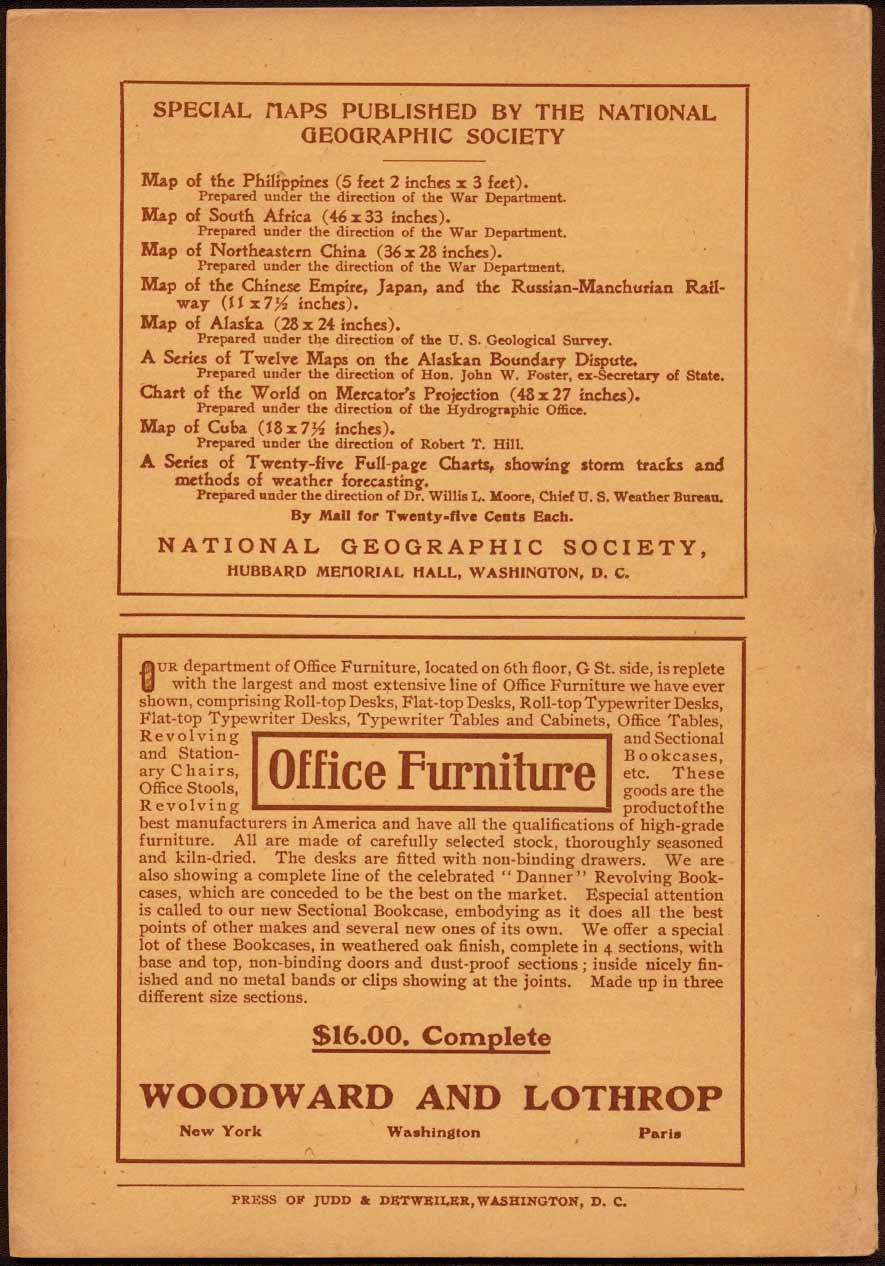 SPECIAL MAPS PUBLISHED BY THE NATIONAL
GEOGRAPHIC SOCIETY
Map of the Philippines (5 feet 2 inches x 3 feet).
Prepared under the direction of the War Department.
Map of South Africa (46 x 33 inches).
Prepared under the direction of the War Department.
Map of Northeastern China (36 x 28 inches).
Prepared under the direction of the War Department.
Map of the Chinese Empire, Japan, and the Russian-Manchurian Rail-
way (11 x 7½ inches).
Map of Alaska (28 x 24 inches).
Prepared under the direction of the U. S. Geological Survey.
A Series of Twelve Maps on the Alaskan Boundary Dispute.
Prepared under the direction of Hon. John W. Foster, ex-Secretary of State.
Chart of the World on Mercator's Projection (48 x 27 inches).
Prepared under the direction of the Hydrographic Office.
Map of Cuba (18 x 7½ inches).
Prepared under the direction of Robert T. Hill.
A Series of Twenty-five Full-page Charts, showing storm tracks and
methods of weather forecasting.
Prepared under the direction of Dr. Willis L. Moore, Chief U. S. Weather Bureau.
By Mail for Twenty-five Cents Each.
NATIONAL GEOGRAPHIC SOCIETY,
HUBBARD MEMORIAL HALL, WASHINGTON, D. C.
OUR department of Office Furniture, located on 6th floor, G St. side, is replete
with the largest and most extensive line of Office Furniture we have ever
shown, comprising Roll-top Desks, Flat-top Desks, Roll-top Typewriter Desks,
Flat-top Typewriter Desks, Typewriter Tables and Cabinets, Office Tables,
Revolving
and Station-
ary Chairs,
Office Stools,
Revolving
Office Furniture
and Sectional
Bookcases,
etc. These
goods are the
product of the
best manufacturers in America and have all the qualifications of high-grade
furniture. All are made of carefully selected stock, thoroughly seasoned
and kiln-dried. The desks are fitted with non-binding drawers. We are
also showing a complete line of the celebrated "Danner" Revolving Book-
cases, which are conceded to be the best on the market. Especial attention
is called to our new Sectional Bookcase, embodying as it does all the best
points of other makes and several new ones of its own. We offer a special
lot of these Bookcases, in weathered oak finish, complete in 4 sections, with
base and top, non-binding doors and dust-proof sections; inside nicely fin-
ished and no metal bands or clips showing at the joints. Made up in three
different size sections.
$16.00, Complete
WOODWARD AND LOTHROP
New York Washington Paris
PRESS OF JUDD & DETWEILER, WASHINGTON, D. C.